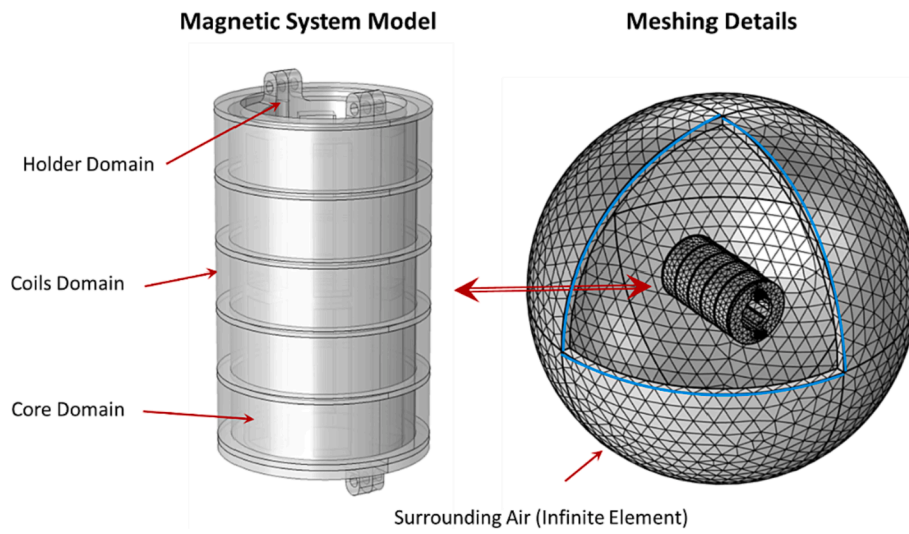 Magnetic System Model
Meshing Details
Holder Domain
Coils Domain
Core Domain
Surrounding Air (Infinite Element)